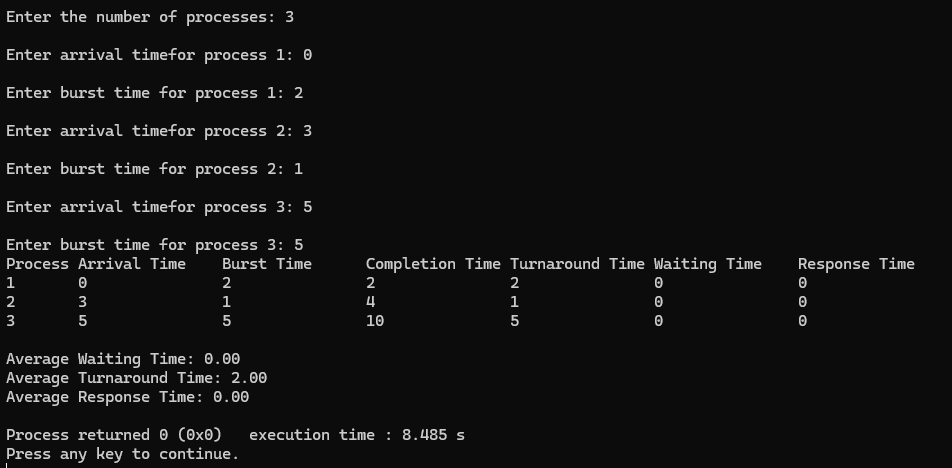 Enter the number of processes: 3
Enter arrival timefor process 1: 0
Enter burst time for process 1: 2
Enter arrival timefor process 2: 3
Enter burst time for process 2: 1
Enter arrival timefor process 3: 5
Enter burst time for process 3: 5
Process Arrival Time    Burst Time      Completion Time Turnaround Time Waiting Time    Response Time
1       0               2               2               2               0               0
2       3               1               4               1               0               0
3       5               5               10              5               0               0
Average Waiting Time: 0.00
Average Turnaround Time: 2.00
Average Response Time: 0.00
Process returned 0 (0x0)   execution time : 8.485 s
Press any key to continue.